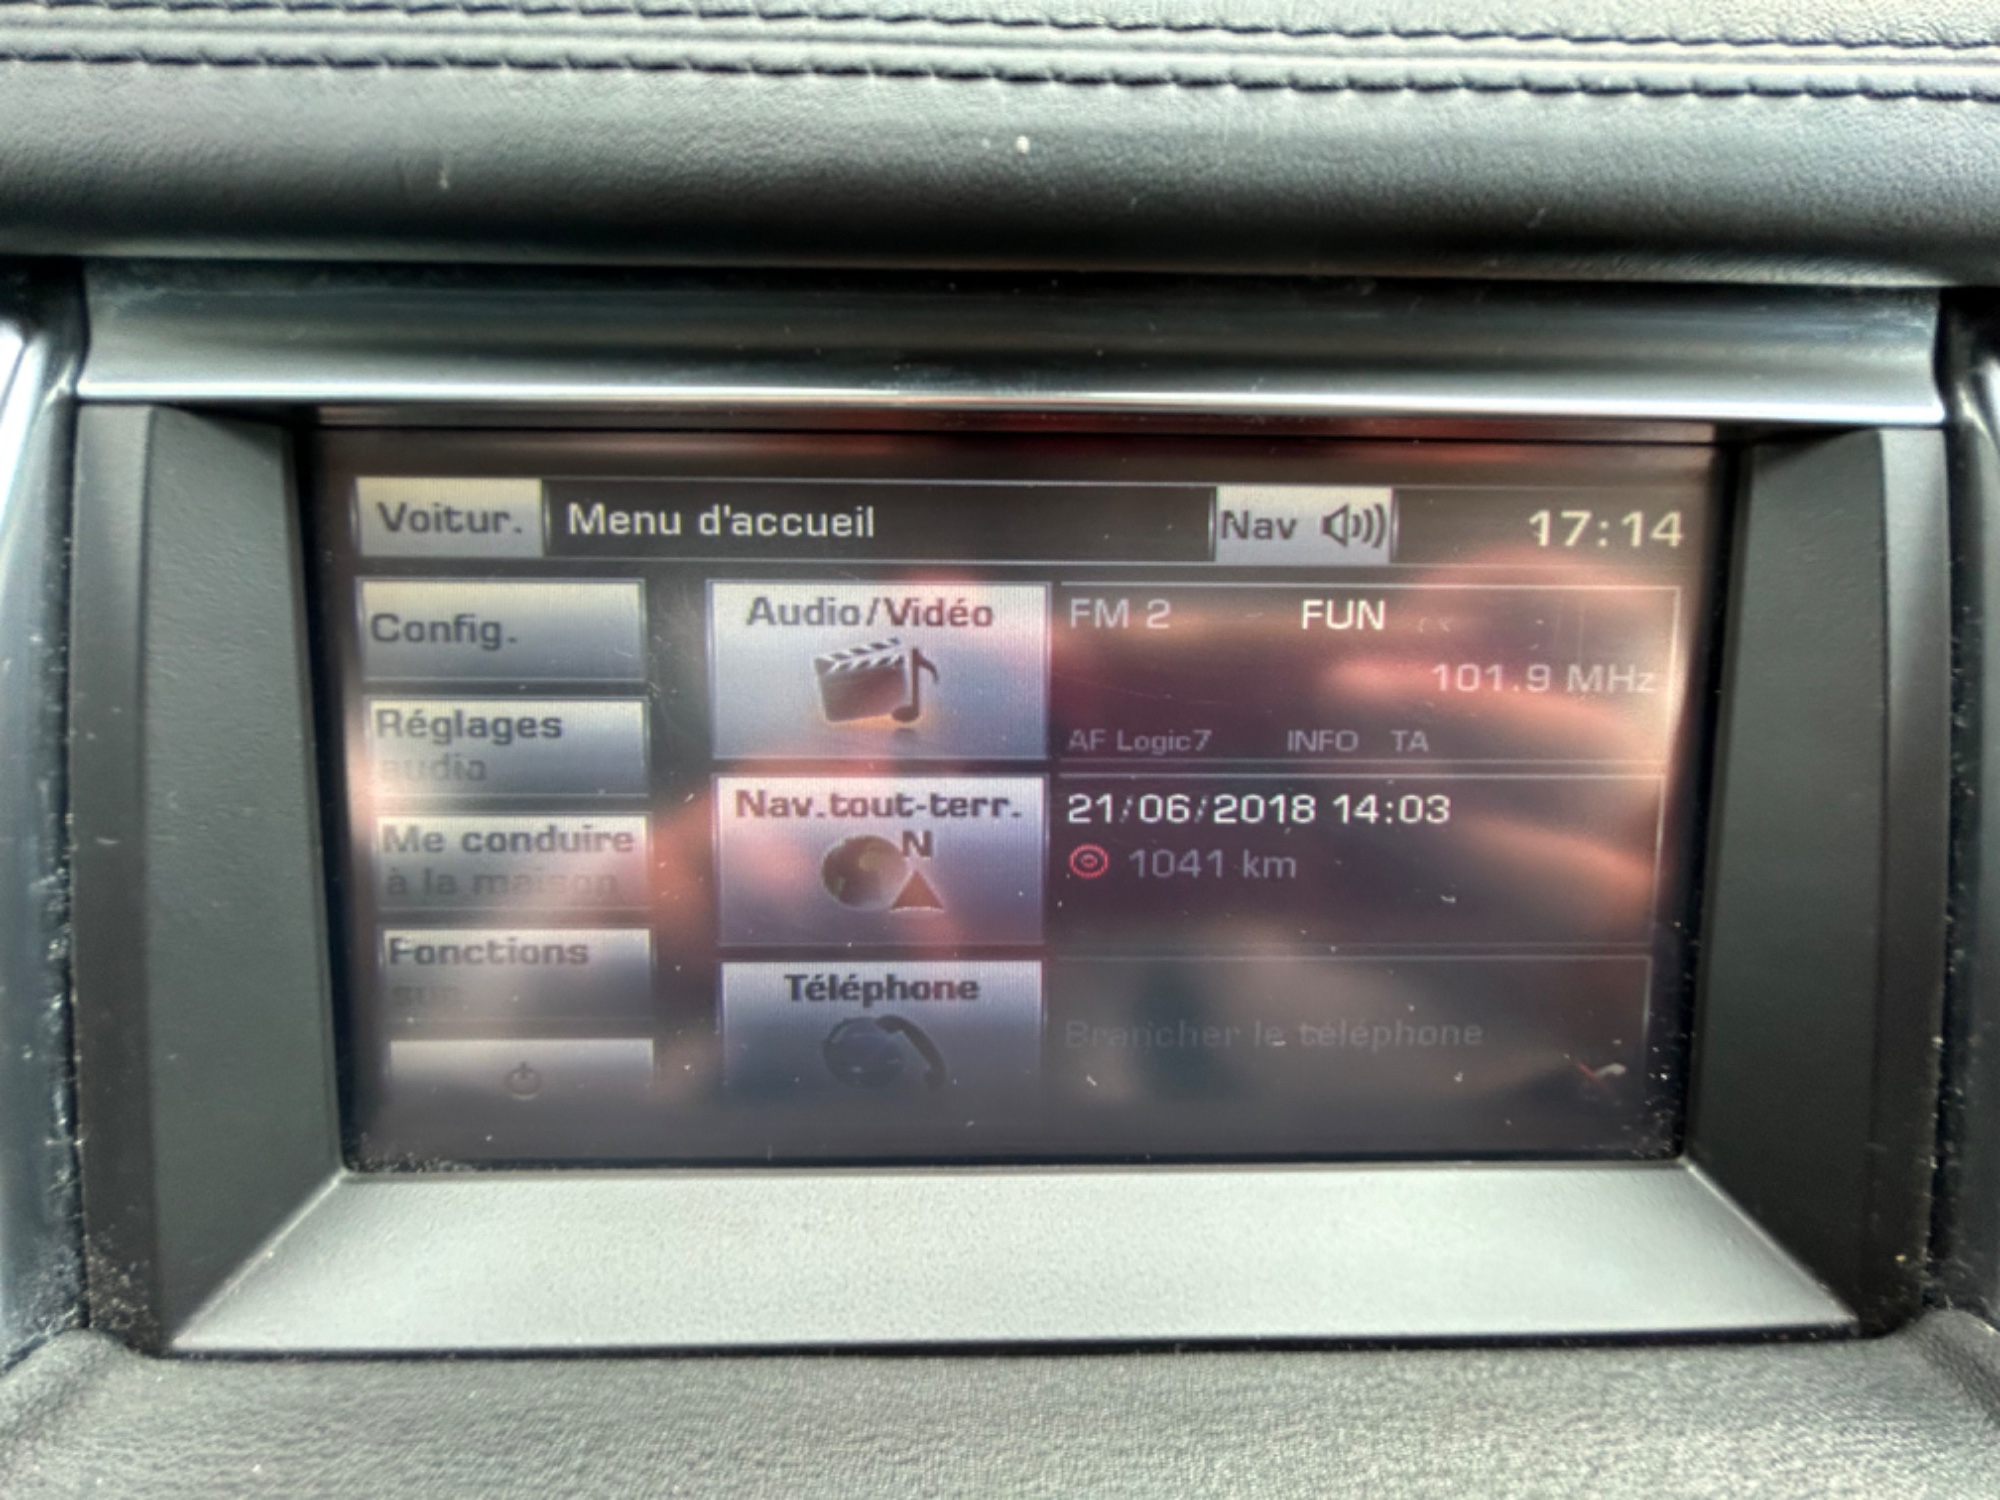 Voitur. Menu d'accueil Nav 17:14
Config.
Réglages
audio
Me conduire
à la maison
Fonctions
sup.
Audio/Vidéo
FM 2 FUN
101.9 MHz
AF Logic7 INFO TA
Nav.tout-terr.
N
21/06/2018 14:03
1041 km
Téléphone
Brancher le téléphone